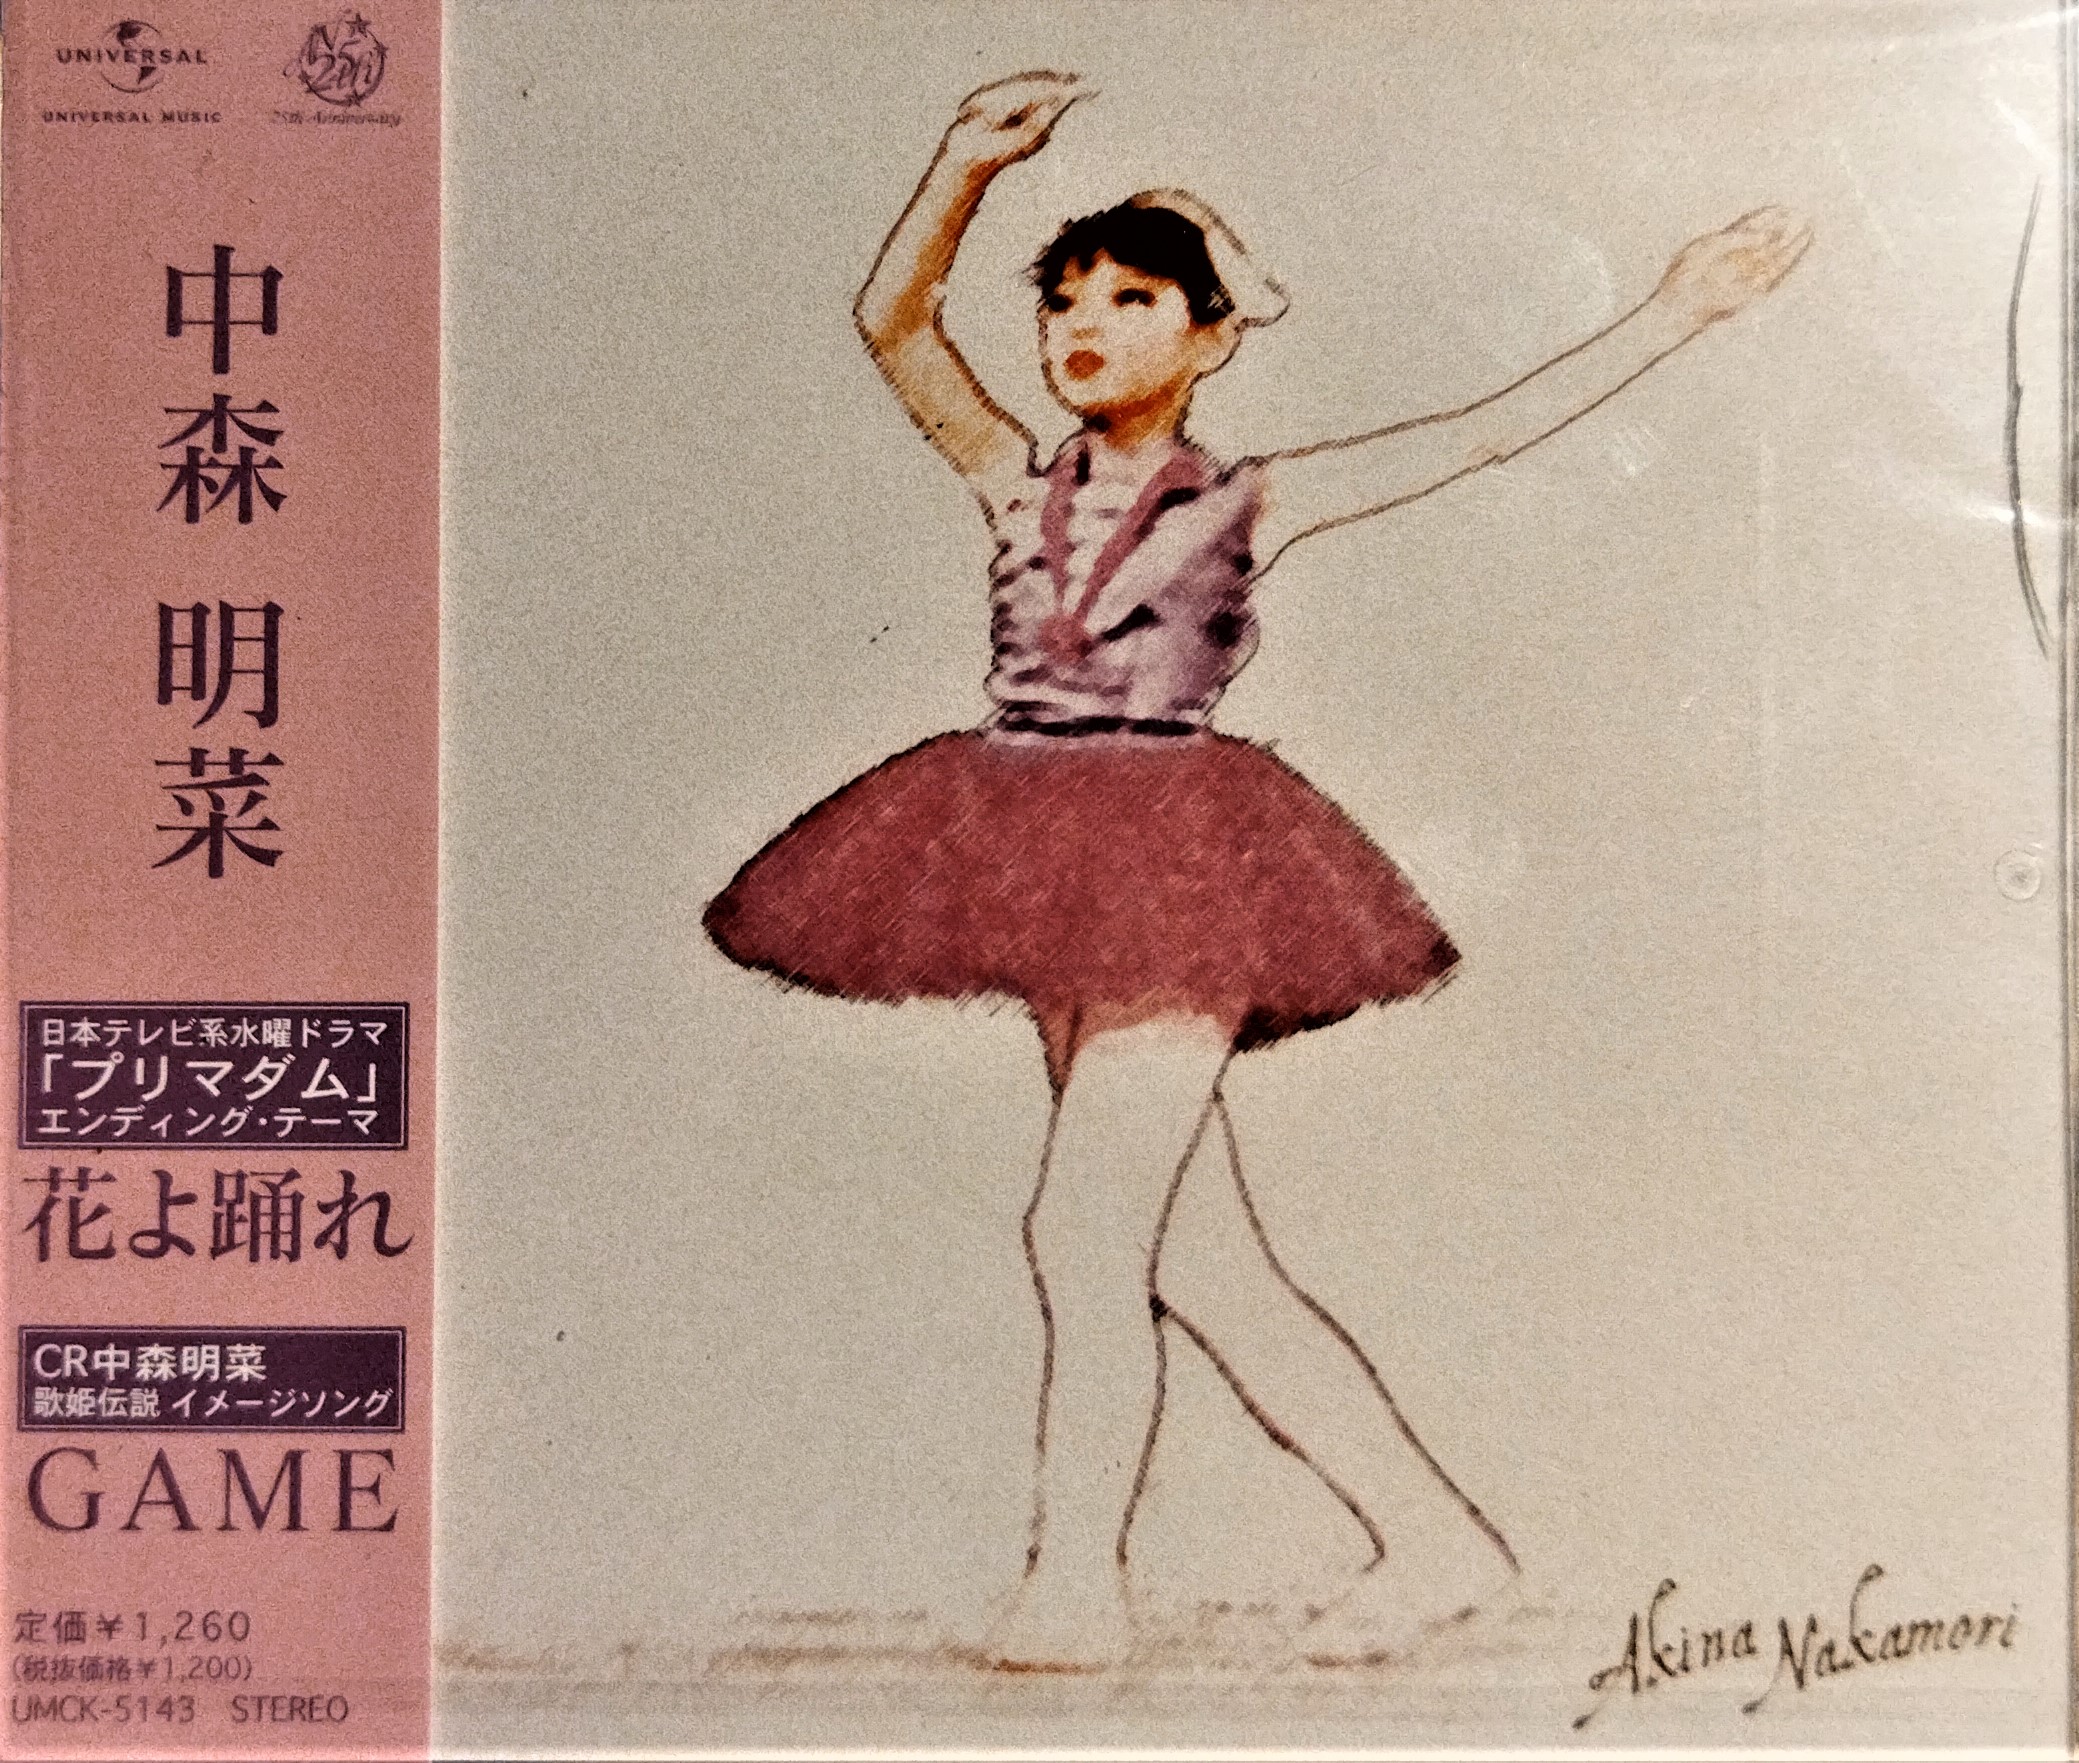 UNIVERSAL
UNIVERSAL MUSIC
25th Anniversary
中森 明菜
日本テレビ系水曜ドラマ
「プリマダム」
エンディング・テーマ
花よ踊れ
CR中森明菜
歌姫伝説 イメージソング
GAME
定価￥1,260
(税抜価格￥1,200)
UMCK-5143 STEREO
Akina Nakamori